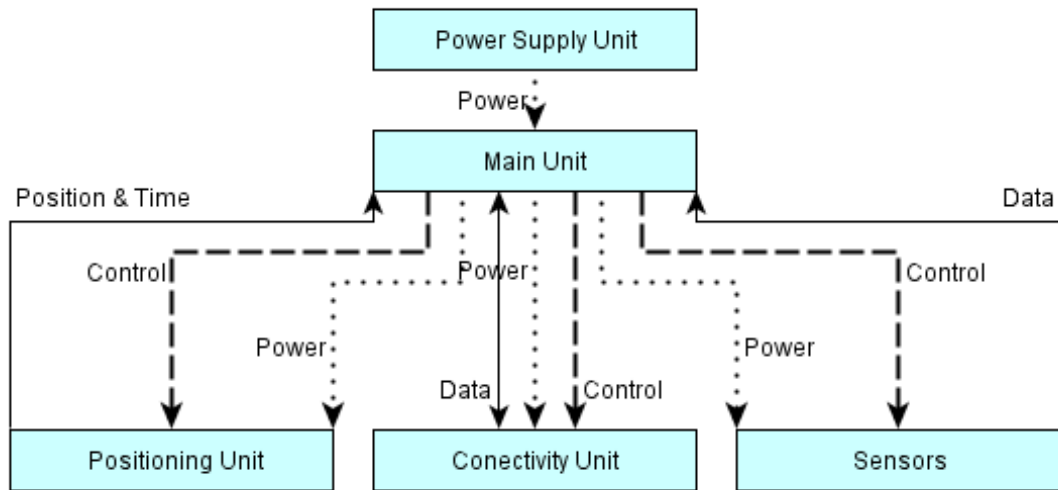 Power Supply Unit
Power
Main Unit
Position & Time
Data
Control
Power
Control
Power
Power
Data
Control
Positioning Unit
Conectivity Unit
Sensors